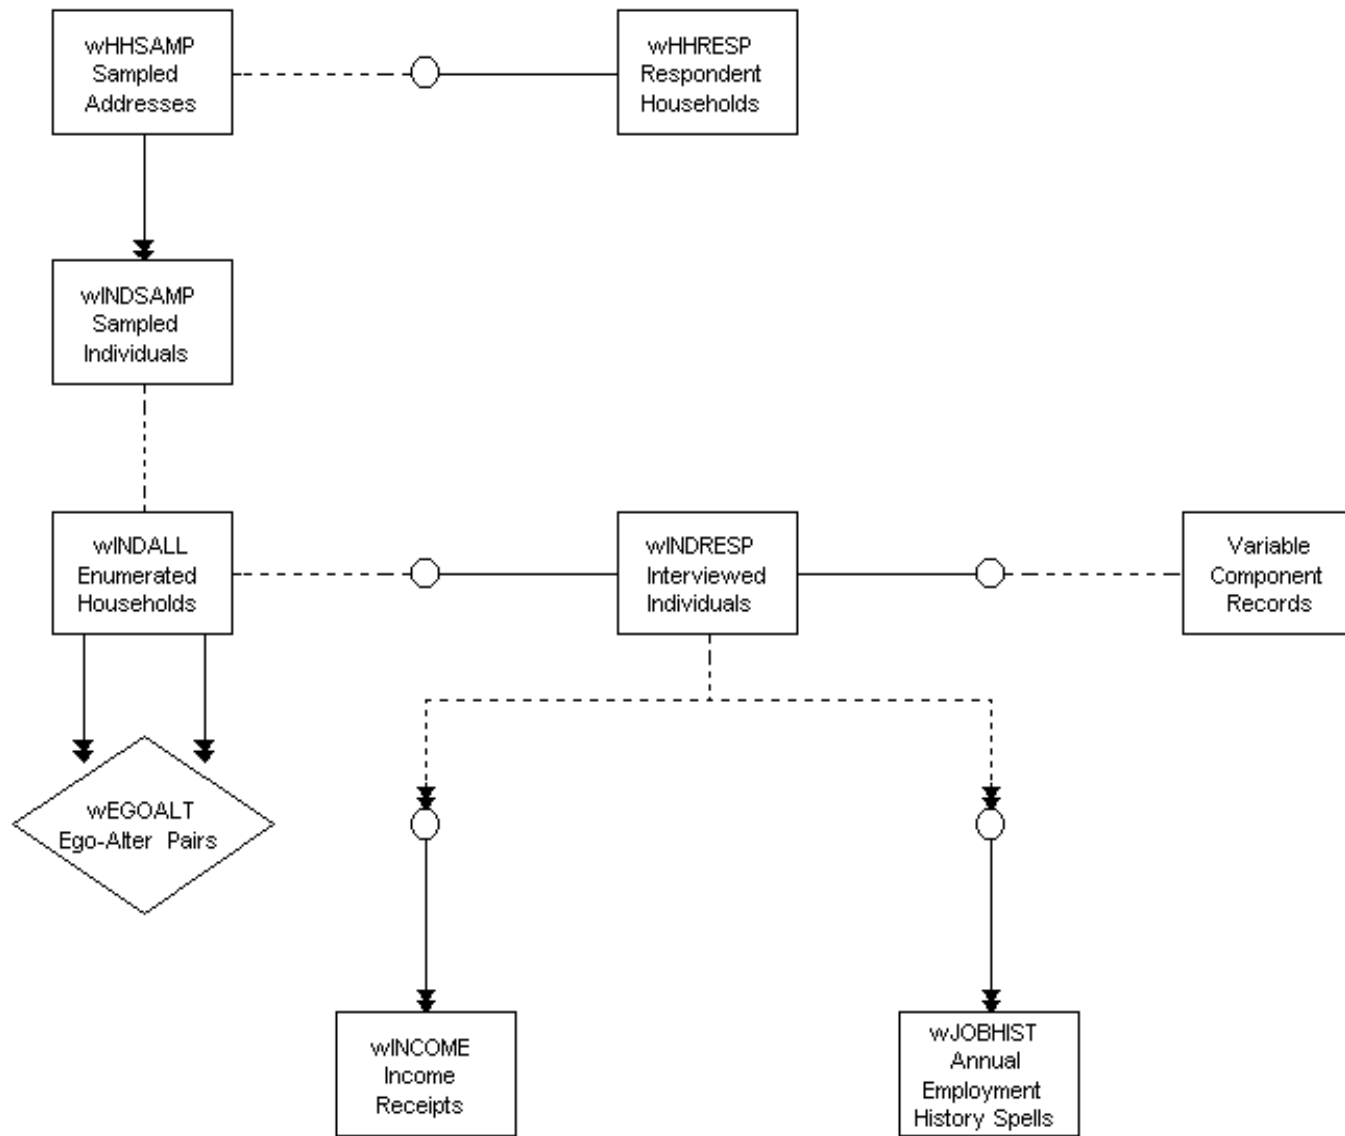 wHHSAMP
Sampled
Addresses
wHHRESP
Respondent
Households
wINDSAMP
Sampled
Individuals
wINDALL
Enumerated
Households
wINDRESP
Interviewed
Individuals
Variable
Component
Records
wEGOALT
Ego-Alter Pairs
wINCOME
Income
Receipts
wJOBHIST
Annual
Employment
History Spells